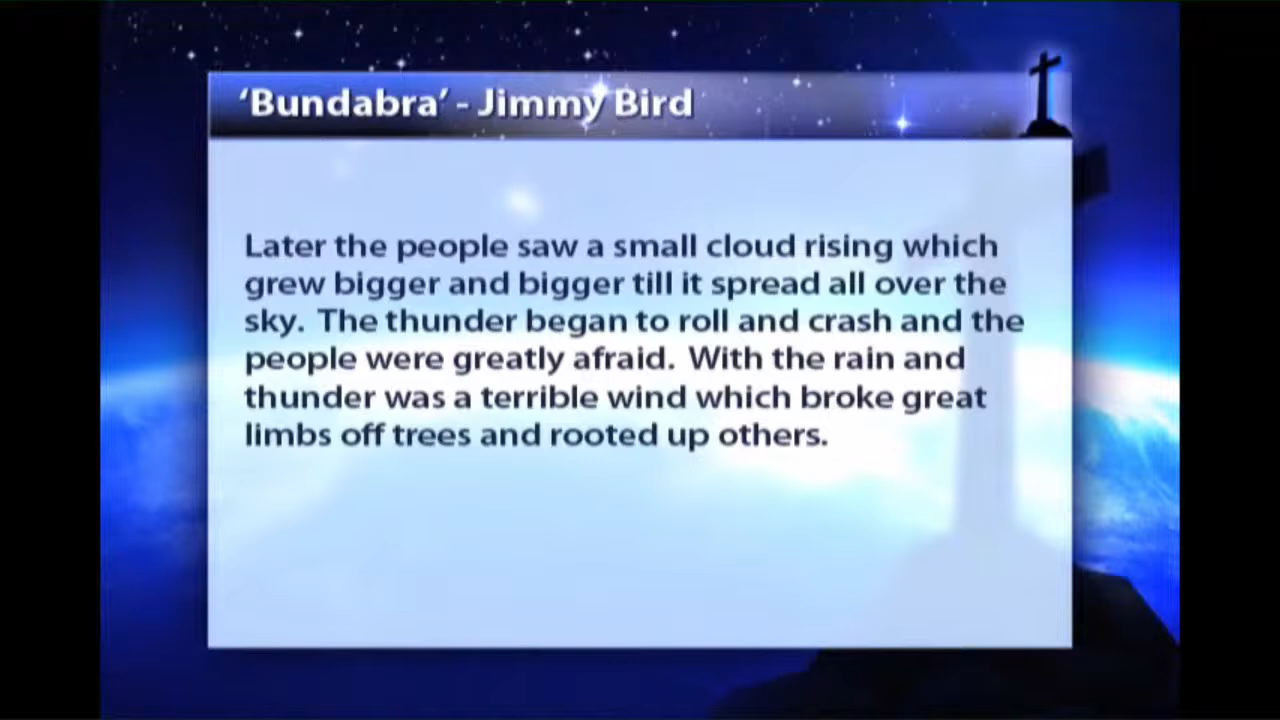 ‘Bundabra’ - Jimmy Bird
Later the people saw a small cloud rising which
grew bigger and bigger till it spread all over the
sky. The thunder began to roll and crash and the
people were greatly afraid. With the rain and
thunder was a terrible wind which broke great
limbs off trees and rooted up others.